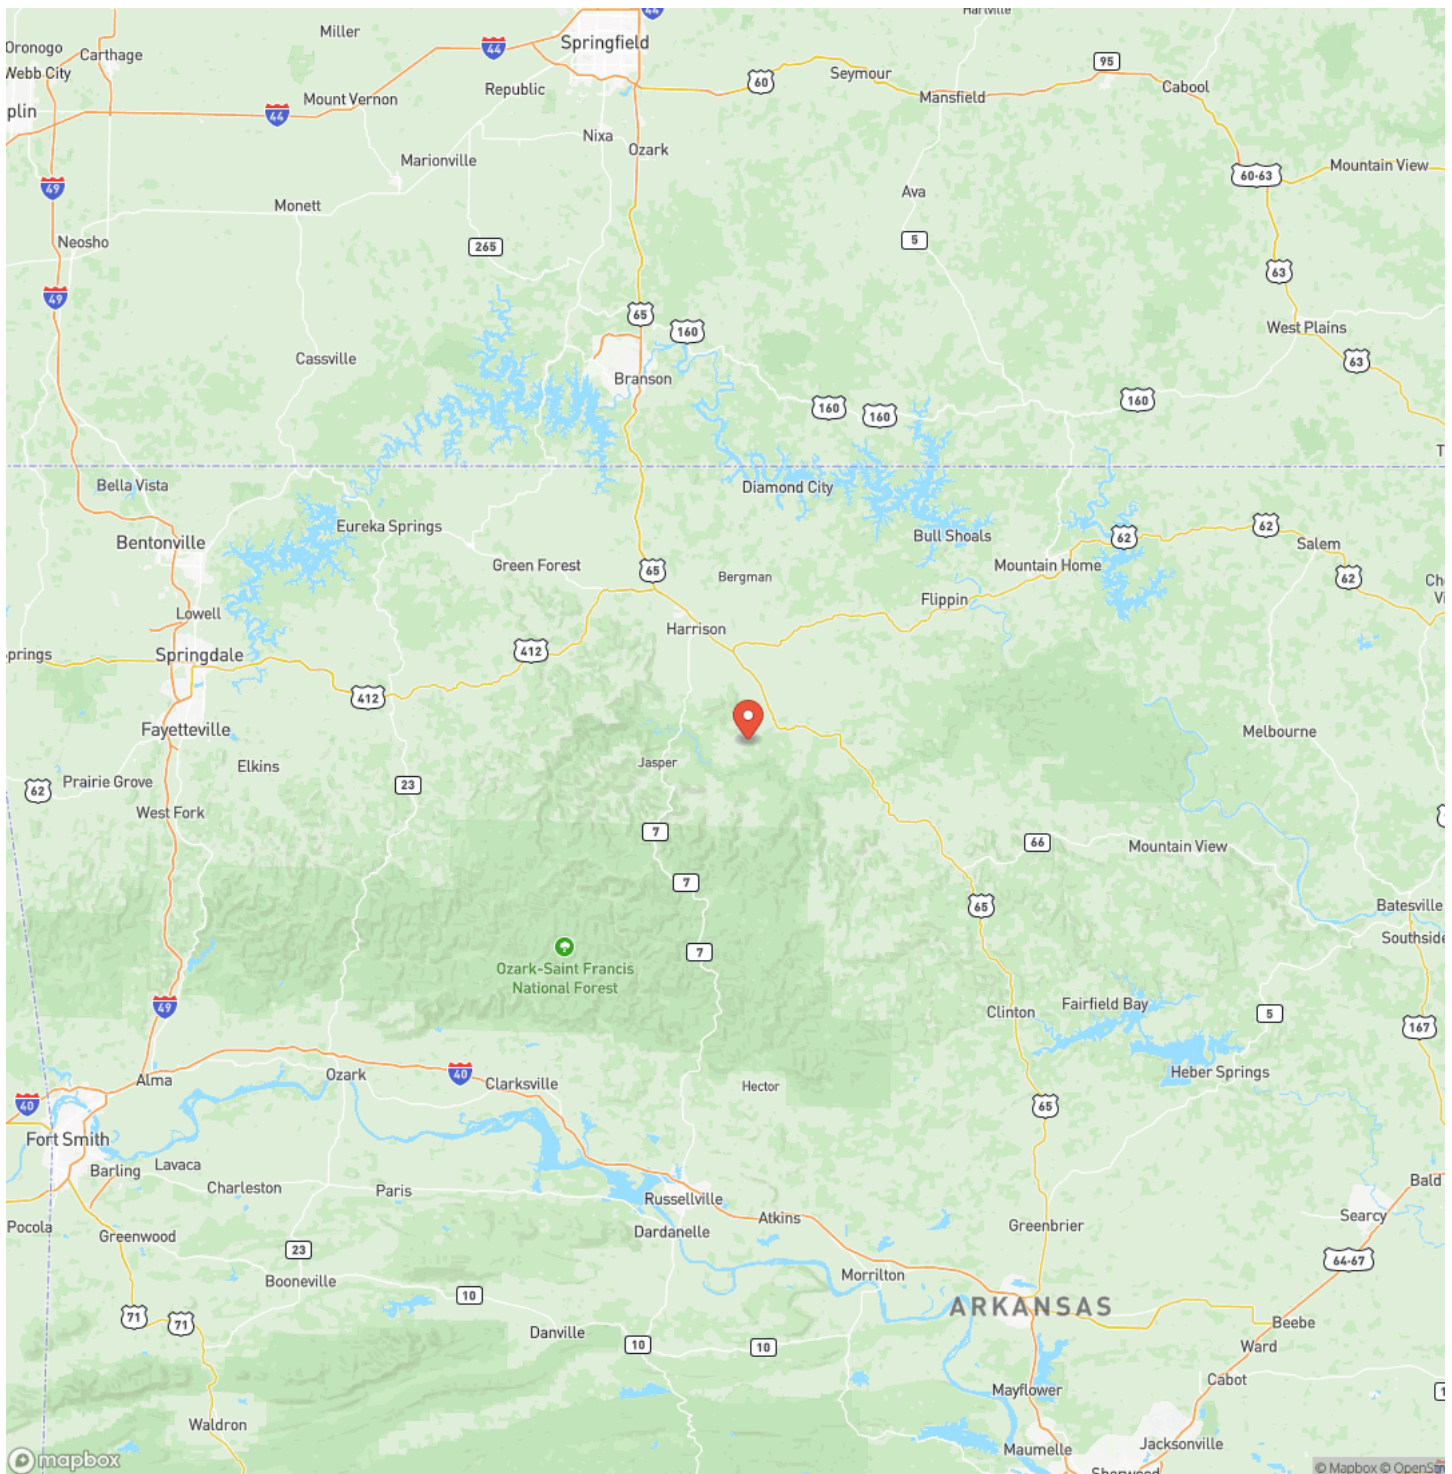 44
Hartville
Miller
Oronogo
Carthage
44
Springfield
Webb City
60
Seymour
95
Cabool
Mount Vernon
Republic
Mansfield
plin
44
Nixa
Ozark
Marionville
Mountain View
60-63
49
Ava
Monett
Neosho
265
5
63
49
65
160
West Plains
Cassville
63
Branson
160
160
160
T
Bella Vista
Diamond City
Eureka Springs
62
Bentonville
Bull Shoals
62
Salem
Green Forest
65
Bergman
Mountain Home
62
Flippin
Lowell
Harrison
prings
Springdale
412
412
Fayetteville
Melbourne
Jasper
Elkins
Prairie Grove
62
23
West Fork
7
66
Mountain View
7
65
Batesville
Southside
7
Ozark-Saint Francis
National Forest
49
Clinton
Fairfield Bay
5
167
Alma
Ozark
40
Clarksville
Hector
Heber Springs
40
65
Fort Smith
Barling
Lavaca
Charleston
Paris
Russellville
Bald
Pocola
Greenwood
Dardanelle
Atkins
Greenbrier
Searcy
23
Booneville
10
Morrilton
64-67
71
71
Danville
ARKANSAS
Beebe
10
10
Ward
Mayflower
Cabot
1
Waldron
Maumelle
Jacksonville
Sherwood
mapbox
© Mapbox © OpenStr